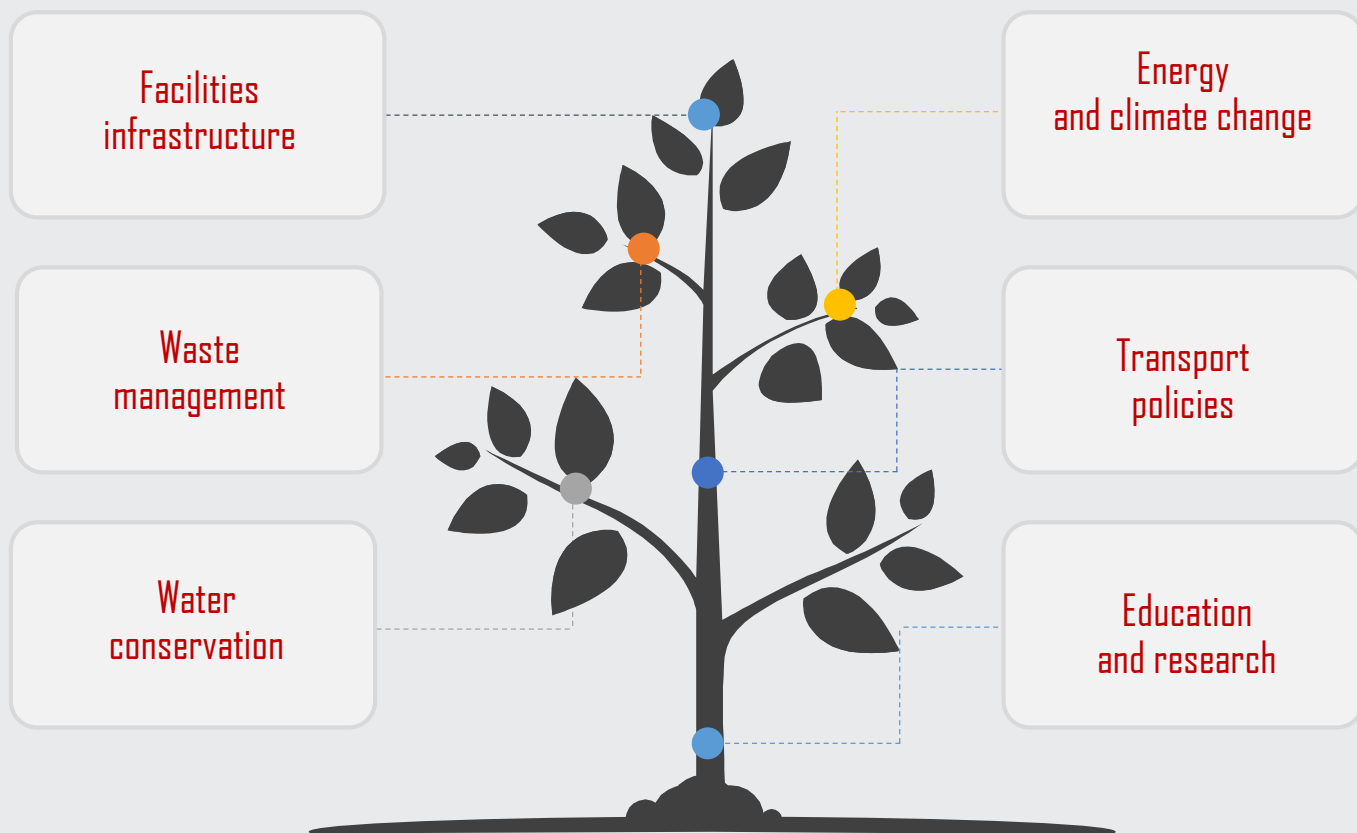 Facilities
infrastructure
Energy
and climate change
Waste
management
Transport
policies
Water
conservation
Education
and research